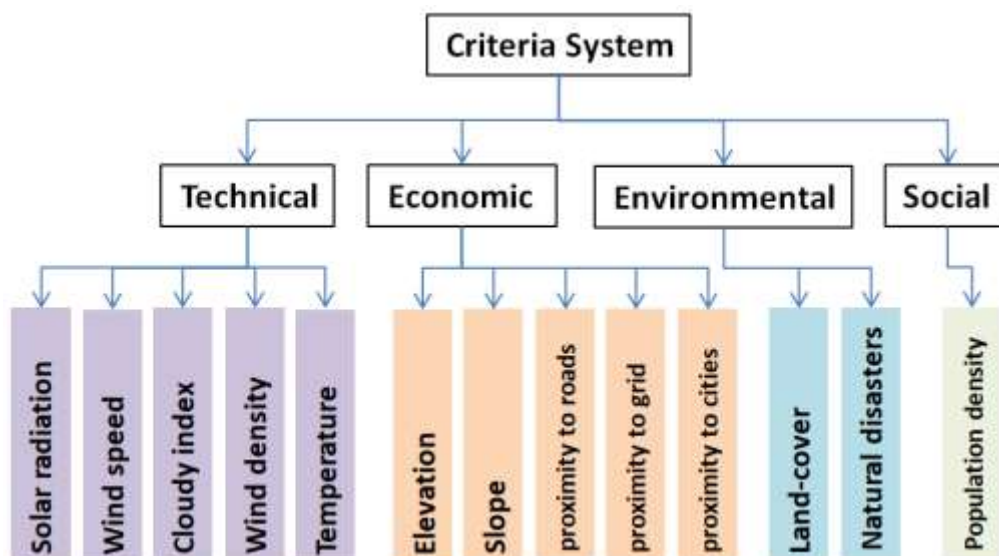 Criteria System
Technical
Economic
Environmental
Social
Solar radiation
Wind speed
Cloudy index
Wind density
Temperature
Elevation
Slope
proximity to roads
proximity to grid
proximity to cities
Land-cover
Natural disasters
Population density